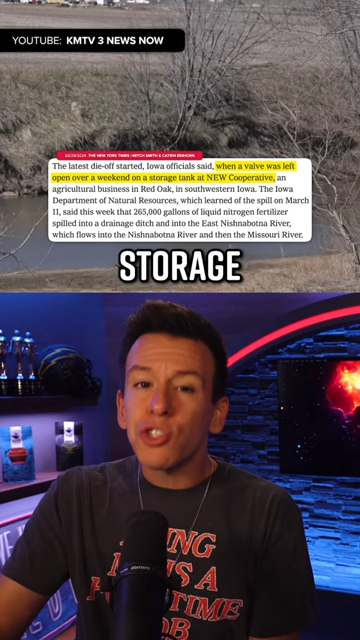 YOUTUBE: KMTV 3 NEWS NOW
03/29/2024 THE NEW YORK TIMES | MITCH SMITH & CATRIN EINHORN
The latest die-off started, Iowa officials said, when a valve was left
open over a weekend on a storage tank at NEW Cooperative, an
agricultural business in Red Oak, in southwestern Iowa. The Iowa
Department of Natural Resources, which learned of the spill on March
11, said this week that 265,000 gallons of liquid nitrogen fertilizer
spilled into a drainage ditch and into the East Nishnabotna River,
which flows into the Nishnabotna River and then the Missouri River.
STORAGE
IS A
TIME